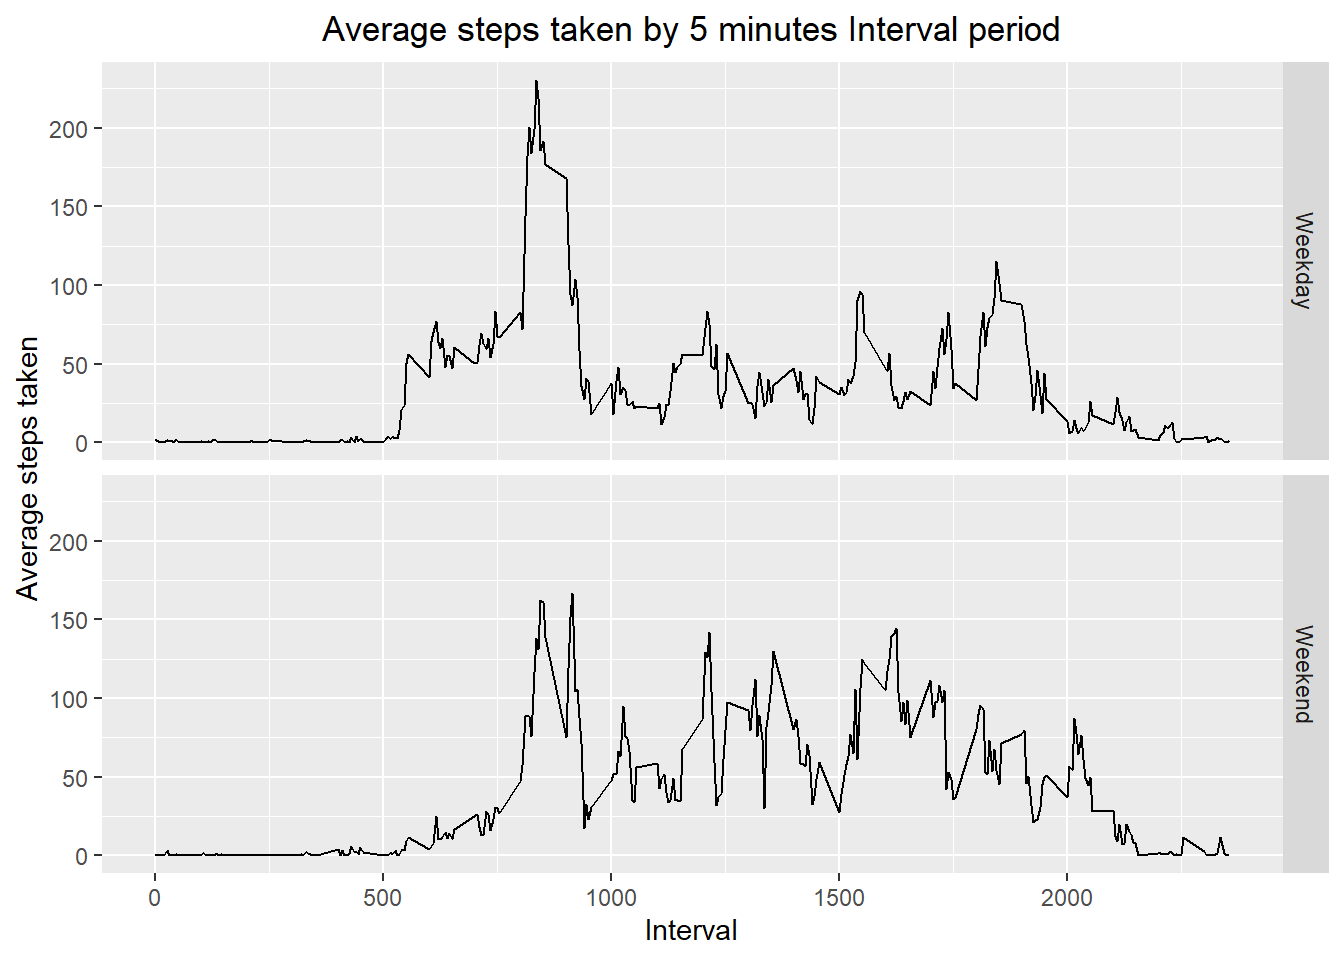 Average steps taken by 5 minutes Interval period
Average steps taken
200
150
100
50
0
Weekday
200
150
100
50
0
Weekend
0 500 1000 1500 2000
Interval